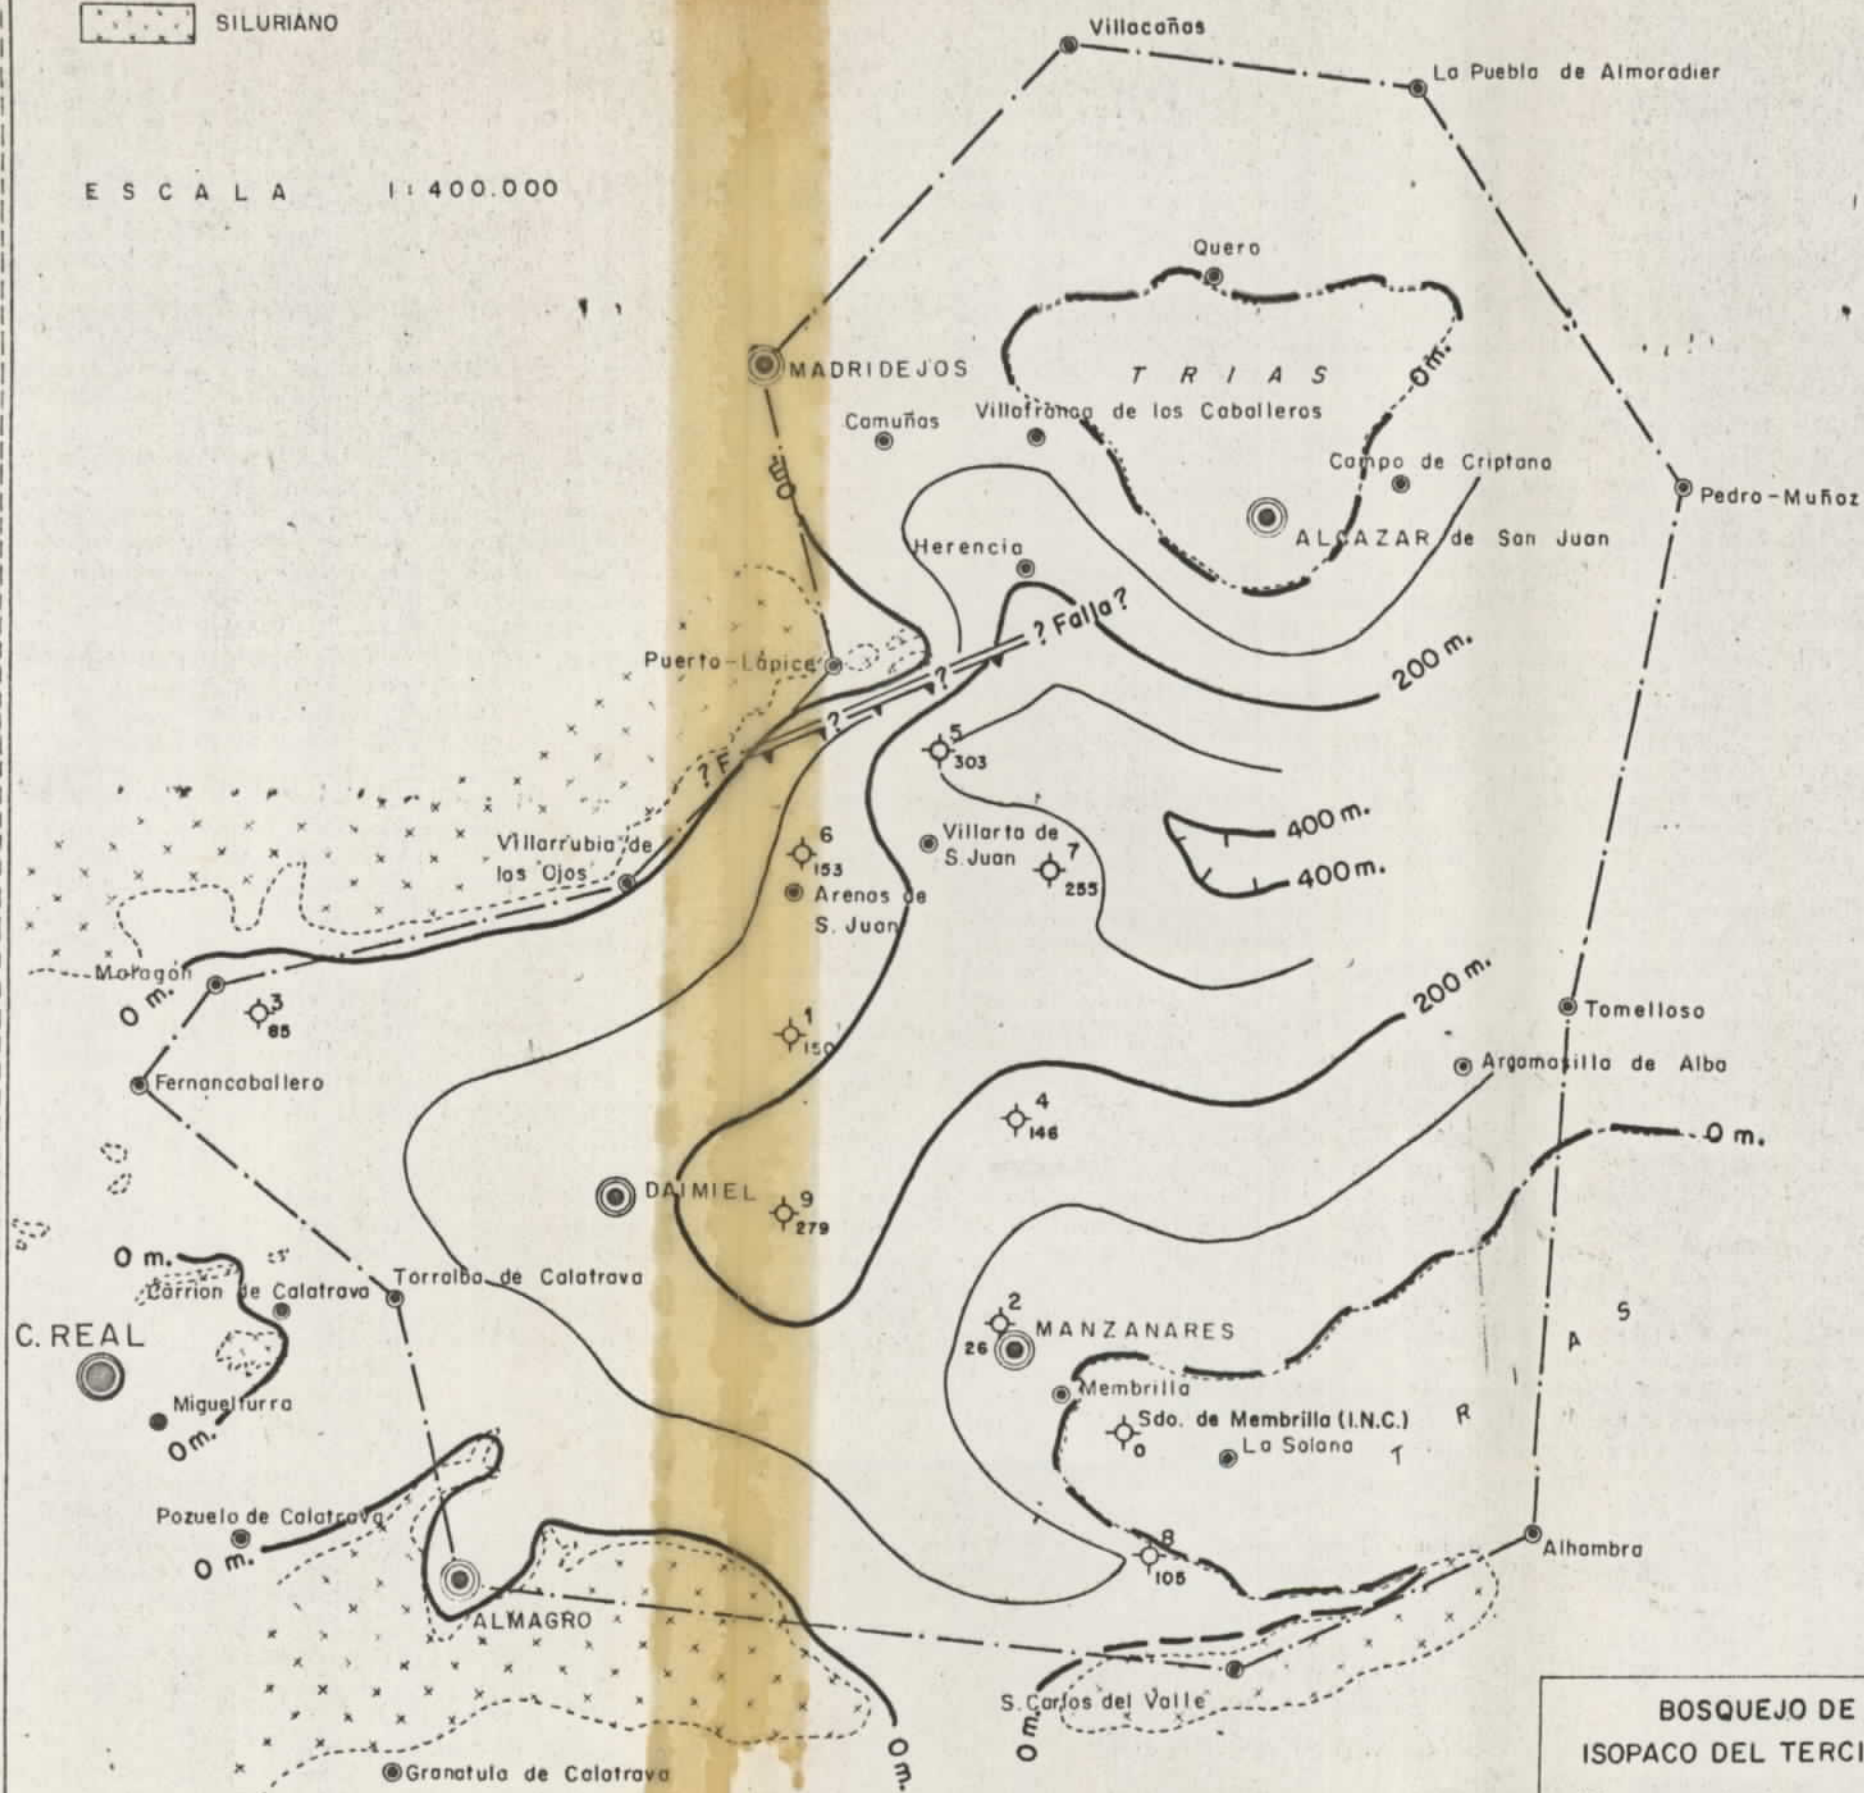 SILURIANO
ESCALA 1:400.000
Villacañas
La Puebla de Almoradier
Quero
MADRIDEJOS
TRIAS
0 m.
Camuñas
Villafranca de los Caballeros
Campo de Criptana
0 m.
Pedro-Muñoz
ALCAZAR de San Juan
Herencia
? Falla?
Puerto-Lápice
?
200 m.
?
5
303
? F
400 m.
Villarrubia de
los Ojos
6
153
Villarta de
S. Juan
7
255
400 m.
Arenas de
S. Juan
Malagón
0 m.
3
85
200 m.
1
150
Tomelloso
Argamasilla de Alba
Fernancaballero
4
146
0 m.
DAIMIEL
9
279
0 m.
Torralba de Calatrava
Carrion de Calatrava
C. REAL
2
26
MANZANARES
Miguelturra
0 m.
Membrilla
Sdo. de Membrilla (I.N.C.)
0
La Solana
T R A S
Pozuelo de Calatrava
0 m.
8
105
Alhambra
ALMAGRO
S. Carlos del Valle
0 m.
0 m.
Granatula de Calatrava
BOSQUEJO DE
ISOPACO DEL TERCI